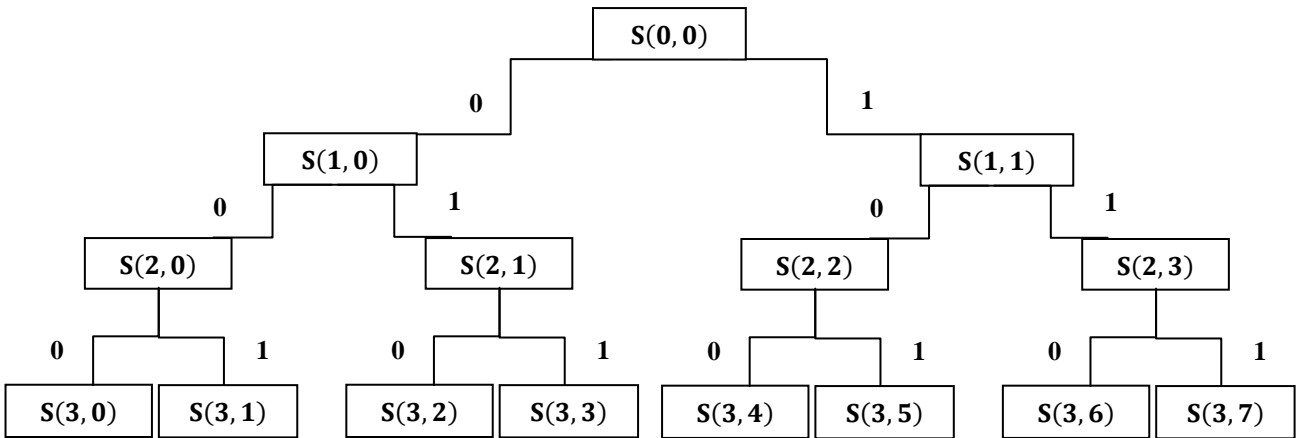 S(0, 0)
0 1
S(1, 0) S(1, 1)
0 1 0 1
S(2, 0) S(2, 1) S(2, 2) S(2, 3)
0 1 0 1 0 1 0 1
S(3, 0) S(3, 1) S(3, 2) S(3, 3) S(3, 4) S(3, 5) S(3, 6) S(3, 7)